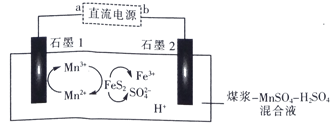 a 直流电源 b
石墨1 石墨2
Mn³⁺ Fe³⁺
FeS₂
Mn²⁺ SO₄²⁻
H⁺
煤浆-MnSO₄-H₂SO₄
混合液